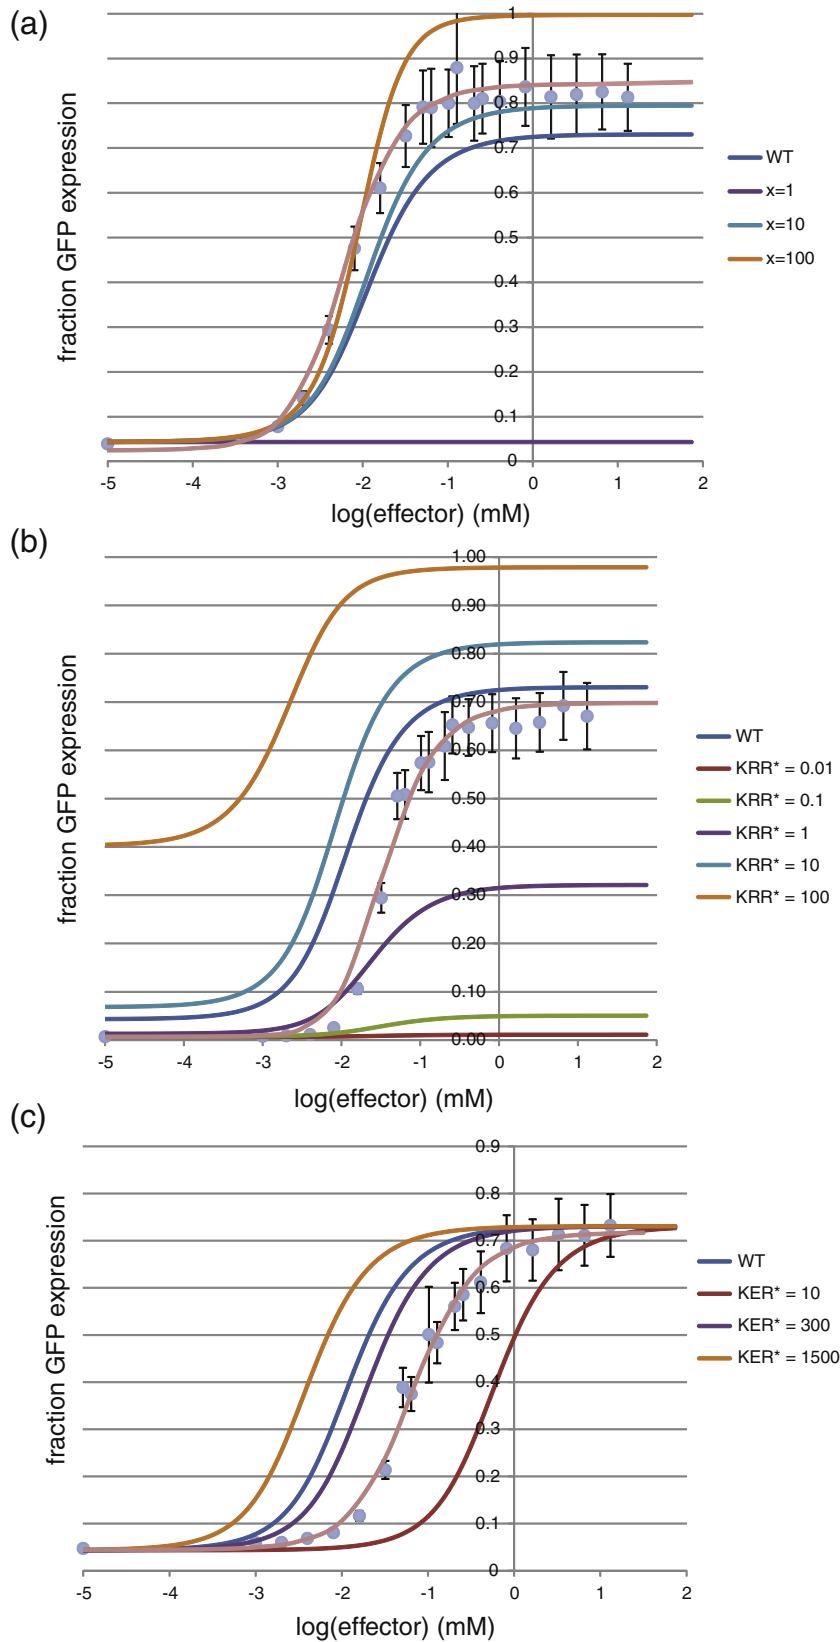 (a)
1
0.9
0.8
0.7
0.6
0.5
0.4
0.3
0.2
0.1
0
-5 -4 -3 -2 -1 0 1 2
fraction GFP expression
log(effector) (mM)
WT
x=1
x=10
x=100
(b)
1.00
0.90
0.80
0.70
0.60
0.50
0.40
0.30
0.20
0.10
0.00
-5 -3 -2 -1 0 1 2
fraction GFP expression
log(effector) (mM)
WT
KRR* = 0.01
KRR* = 0.1
KRR* = 1
KRR* = 10
KRR* = 100
(c)
0.9
0.8
0.7
0.6
0.5
0.4
0.3
0.2
0.1
0
-5 -4 -3 -2 -1 0 1 2
fraction GFP expression
log(effector) (mM)
WT
KER* = 10
KER* = 300
KER* = 1500